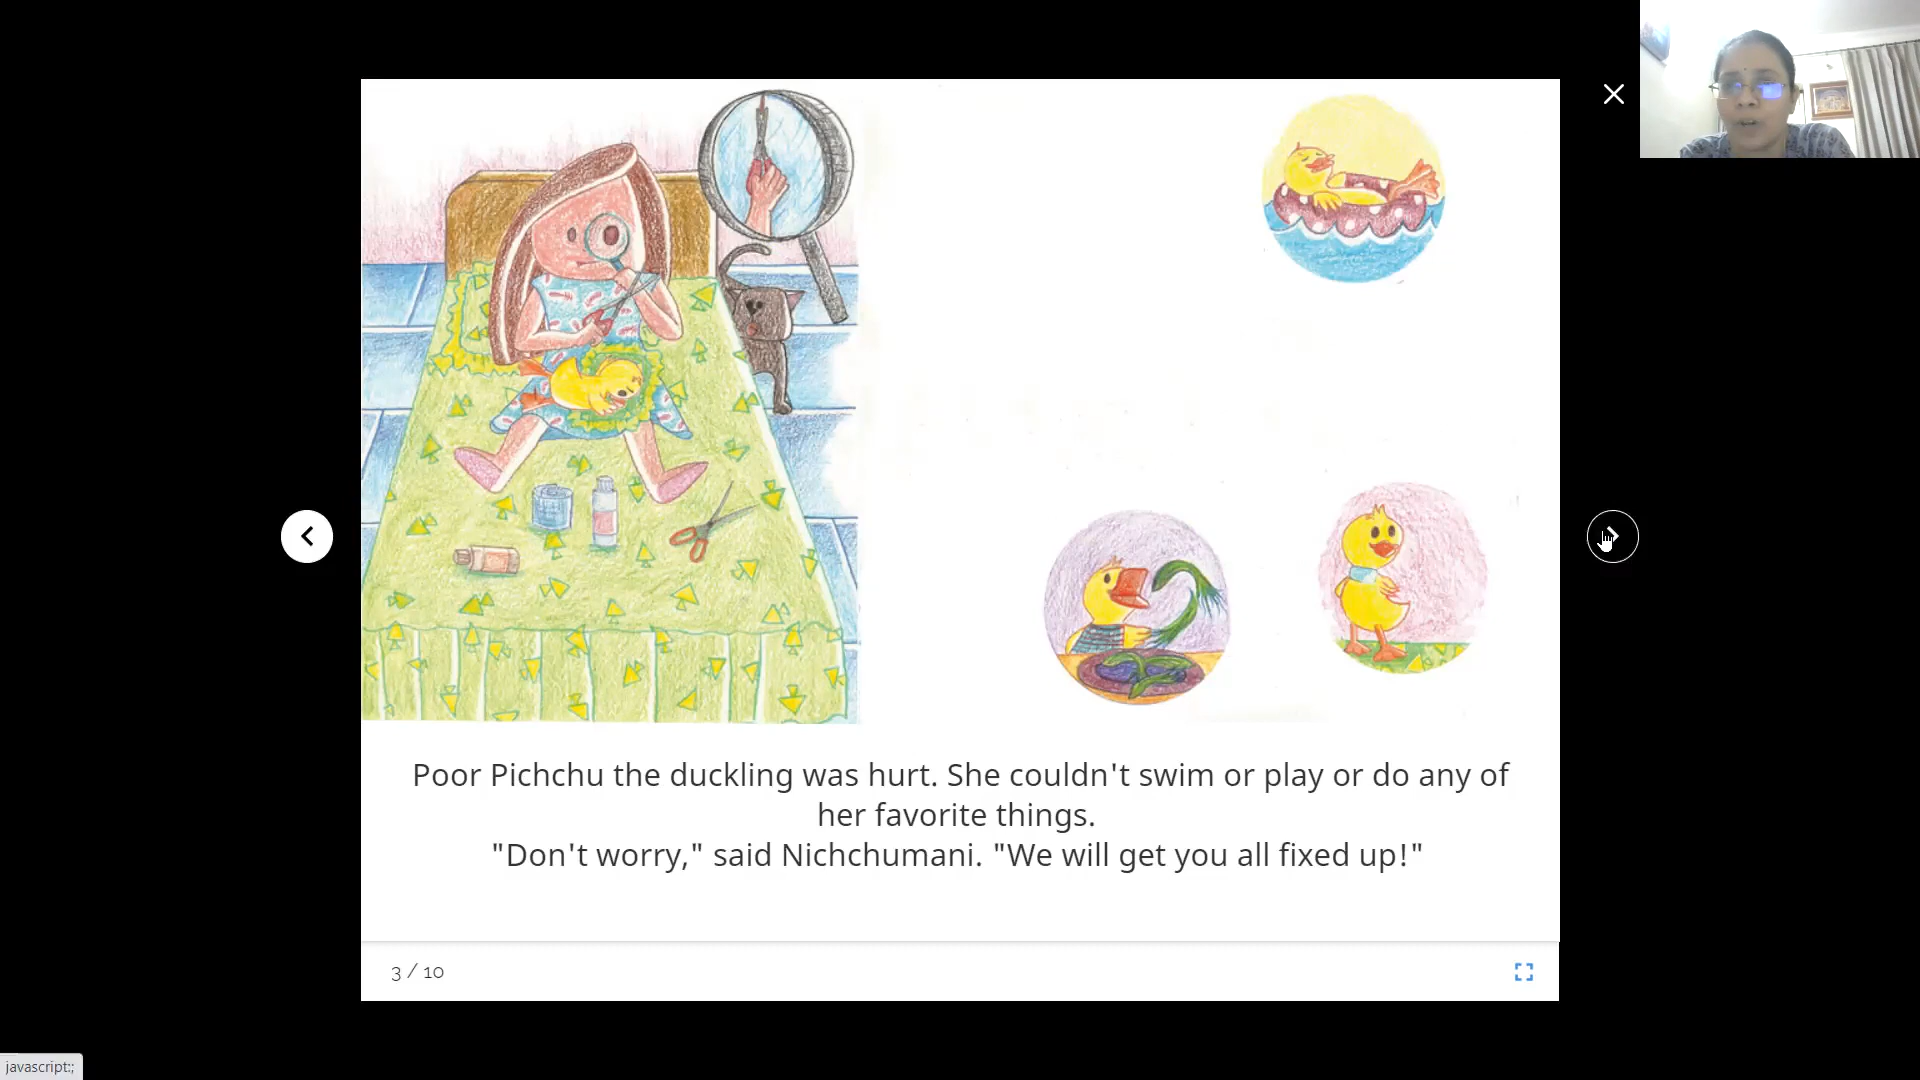 Poor Pichchu the duckling was hurt. She couldn't swim or play or do any of
her favorite things.
"Don't worry," said Nichchumani. "We will get you all fixed up!"
3 / 10
javascript:;